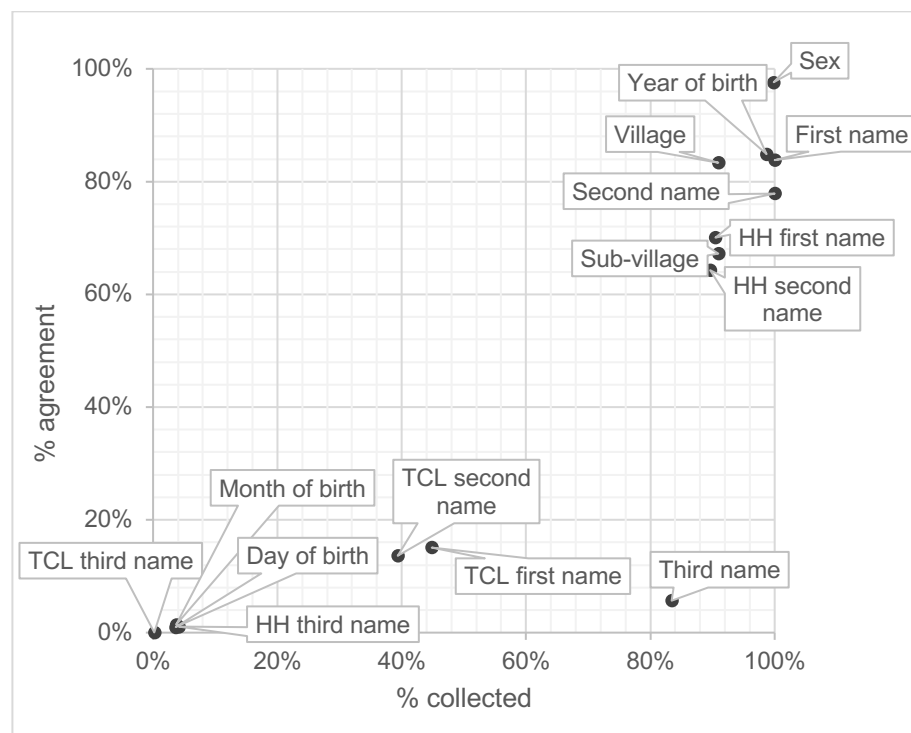 100%
Sex
Year of birth
Village
First name
80%
Second name
HH first name
Sub-village
60%
HH second
name
% agreement
40%
TCL second
name
Month of birth
20%
TCL third name
Day of birth
TCL first name
Third name
HH third name
0%
0%
20%
40%
60%
80%
100%
% collected